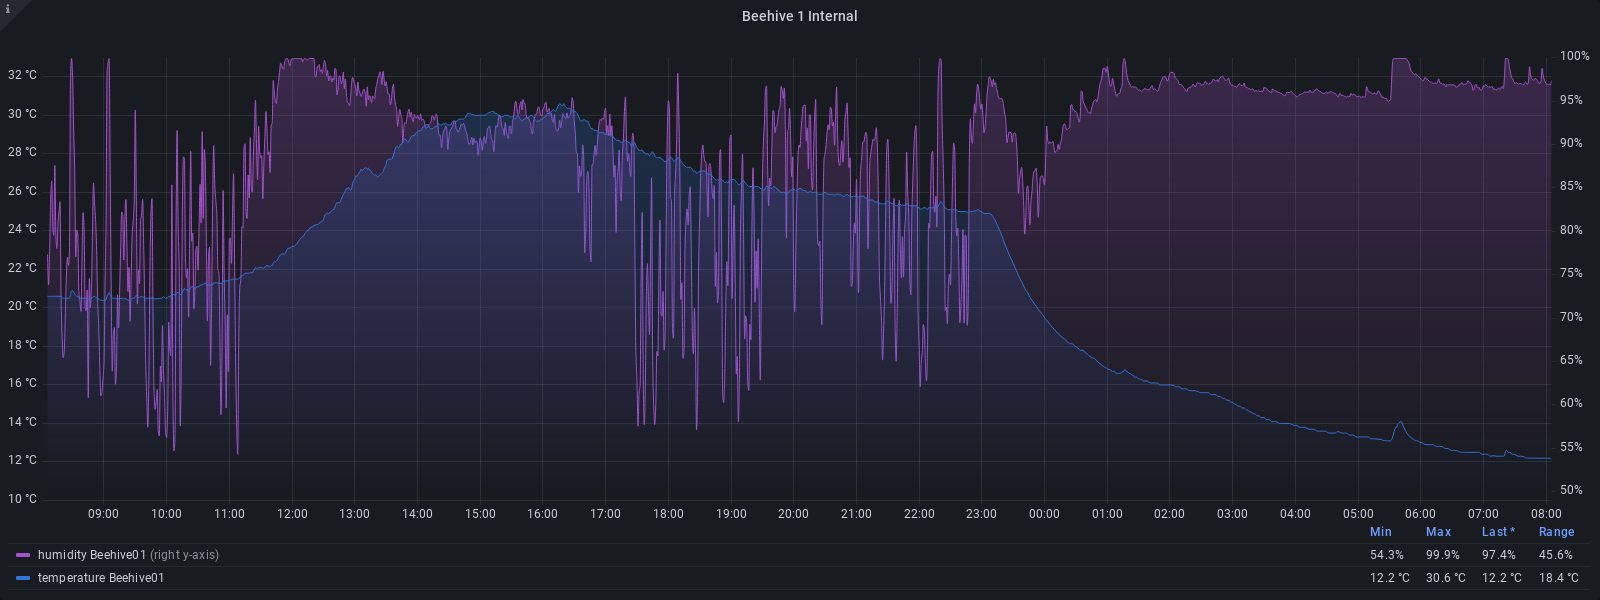 i
Beehive 1 Internal
32 °C 100%
30 °C 95%
28 °C 90%
26 °C 85%
24 °C 80%
22 °C 75%
20 °C 70%
18 °C 65%
16 °C 60%
14 °C 55%
12 °C 50%
10 °C
09:00 10:00 11:00 12:00 13:00 14:00 15:00 16:00 17:00 18:00 19:00 20:00 21:00 22:00 23:00 00:00 01:00 02:00 03:00 04:00 05:00 06:00 07:00 08:00
Min Max Last * Range
humidity Beehive01 (right y-axis) 54.3% 99.9% 97.4% 45.6%
temperature Beehive01 12.2 °C 30.6 °C 12.2 °C 18.4 °C